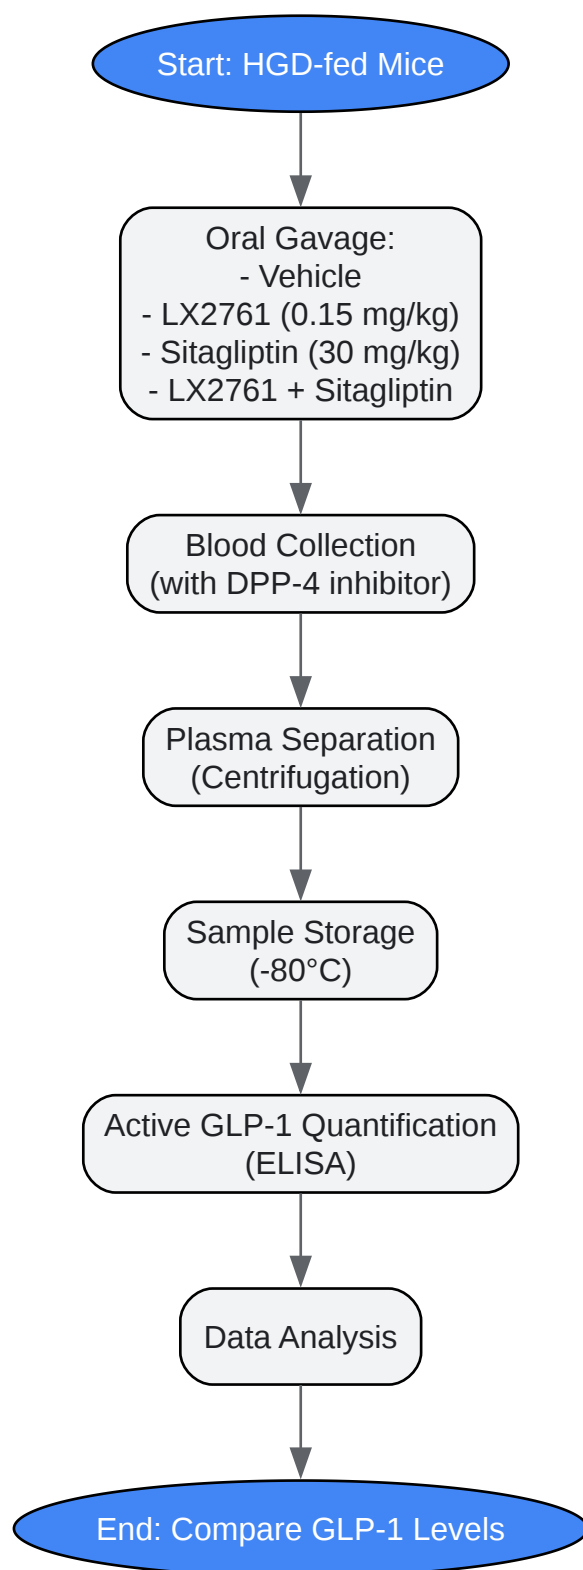 Start: HGD-fed Mice
Oral Gavage:
- Vehicle
- LX2761 (0.15 mg/kg)
- Sitagliptin (30 mg/kg)
- LX2761 + Sitagliptin
Blood Collection
(with DPP-4 inhibitor)
Plasma Separation
(Centrifugation)
Sample Storage
(-80°C)
Active GLP-1 Quantification
(ELISA)
Data Analysis
End: Compare GLP-1 Levels